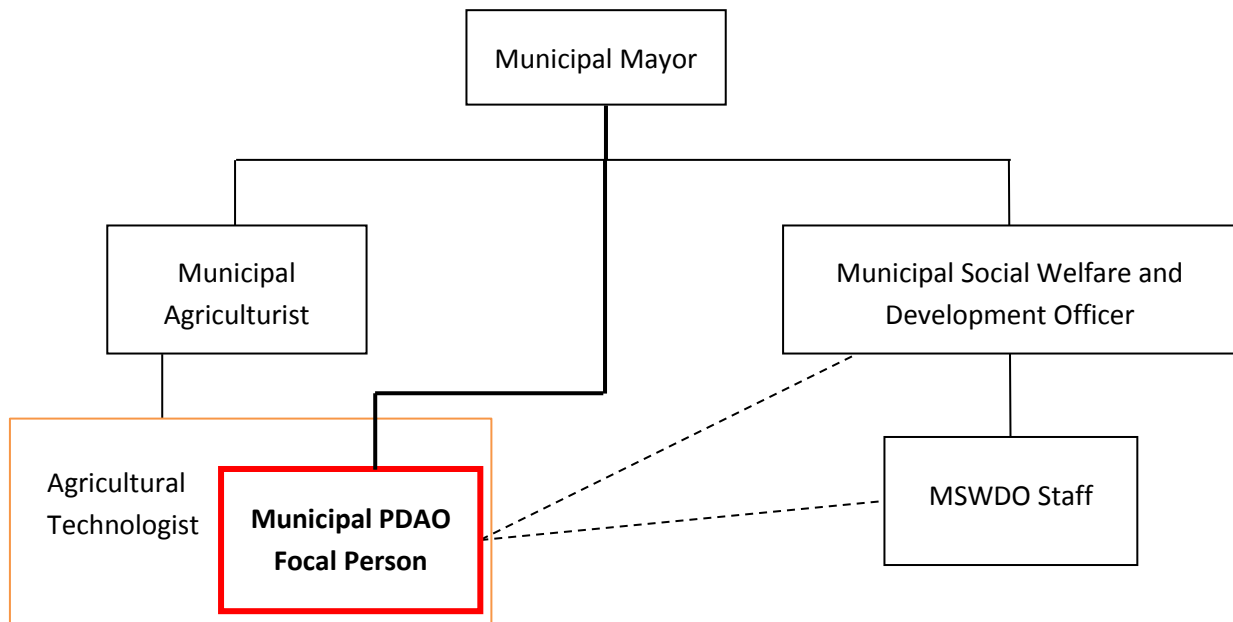 Municipal Mayor
Municipal
Agriculturist
Municipal Social Welfare and
Development Officer
Agricultural
Technologist
Municipal PDAO
Focal Person
MSWDO Staff